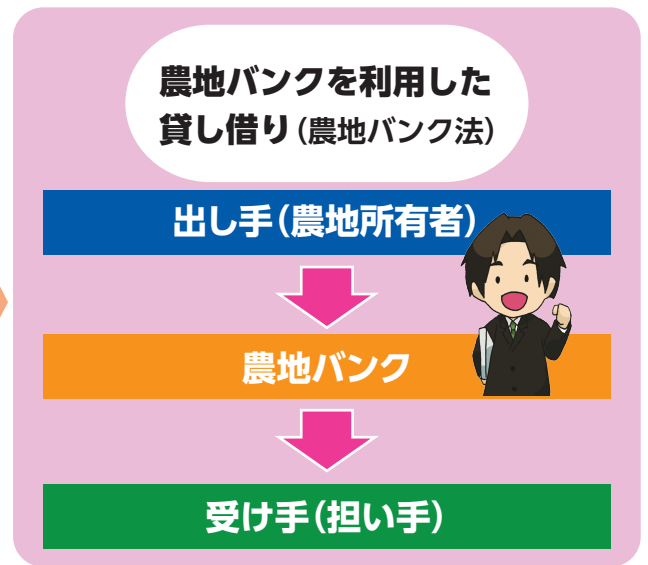 農地バンクを利用した
貸し借り(農地バンク法)
出し手(農地所有者)
農地バンク
受け手(担い手)